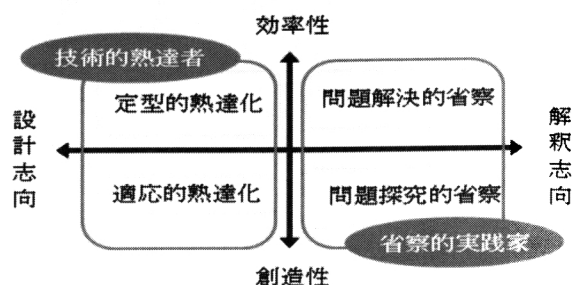 効率性
技術的熟達者
定型的熟達化
問題解決的省察
設計志向
解釈志向
適応的熟達化
問題探究的省察
省察的実践家
創造性